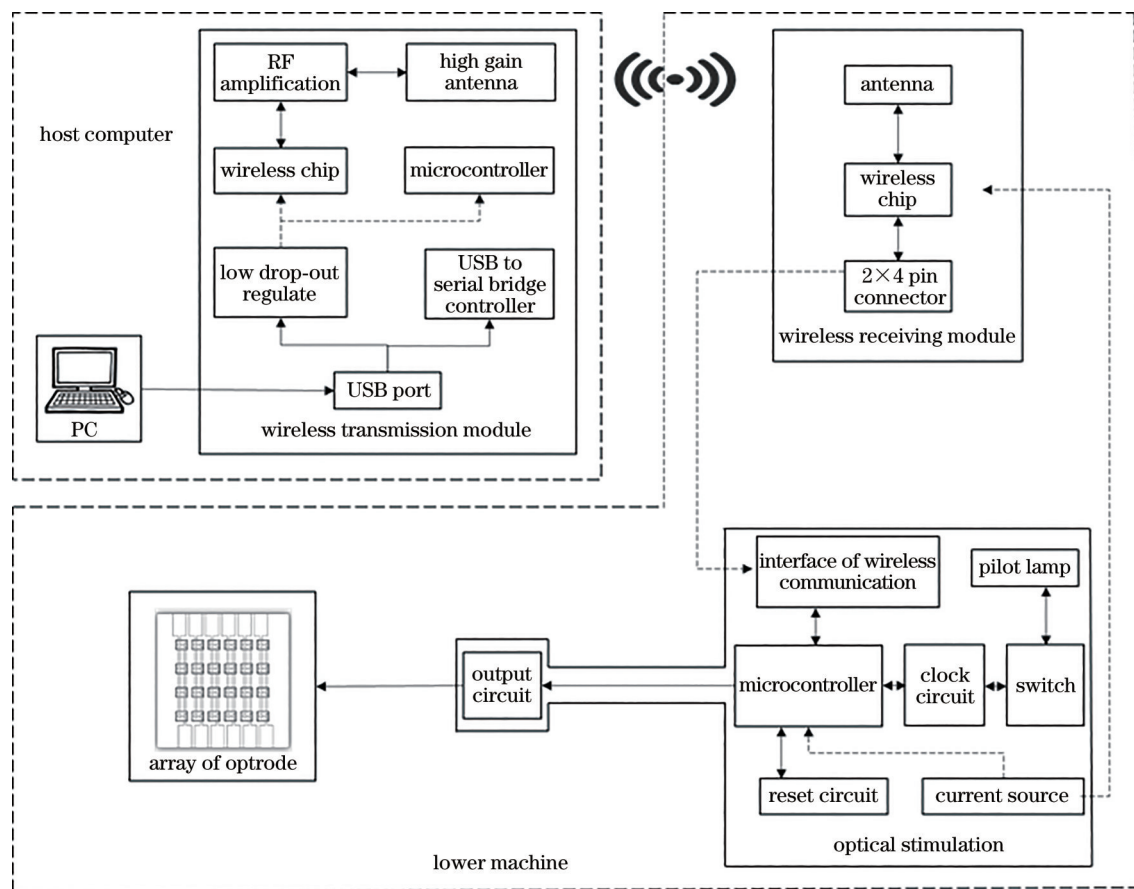 host computer
RF
amplification
high gain
antenna
wireless chip
microcontroller
low drop-out
regulate
USB to
serial bridge
controller
USB port
PC
wireless transmission module
antenna
wireless
chip
2×4 pin
connector
wireless receiving module
interface of wireless
communication
pilot lamp
microcontroller
clock
circuit
switch
reset circuit
current source
optical stimulation
output
circuit
array of optrode
lower machine